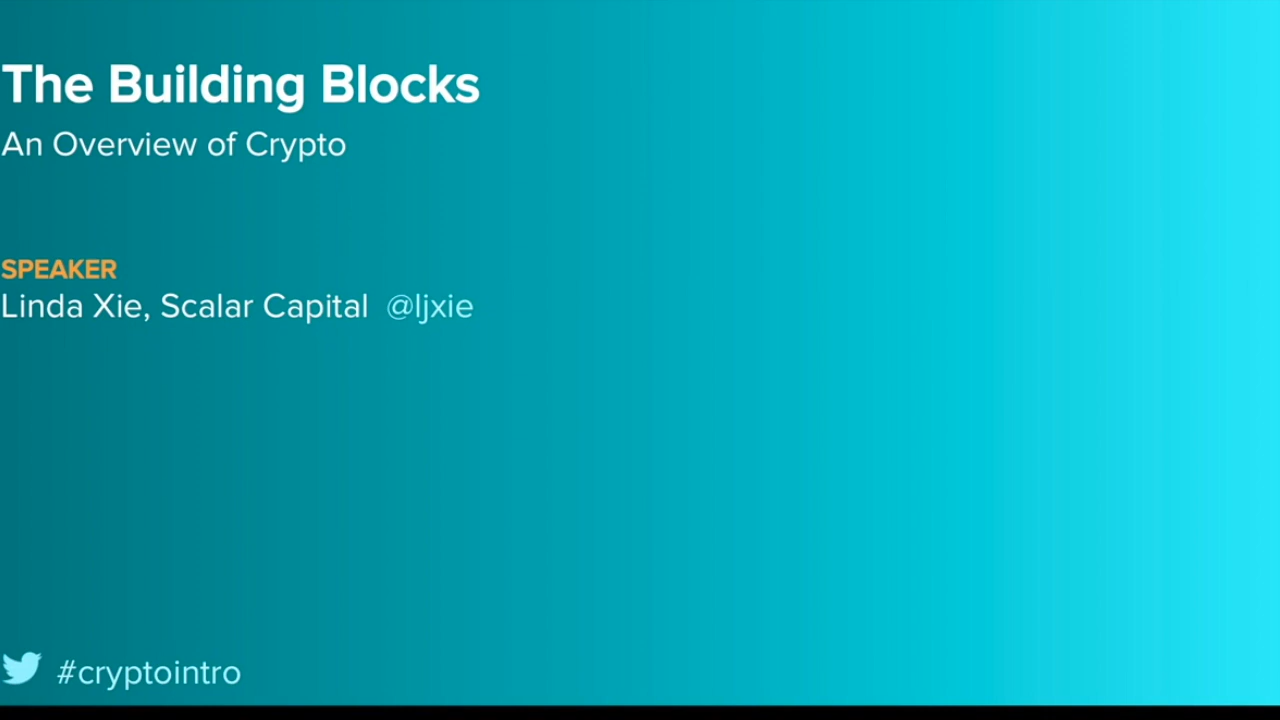 The Building Blocks
An Overview of Crypto
SPEAKER
Linda Xie, Scalar Capital @ljxie
#cryptointro